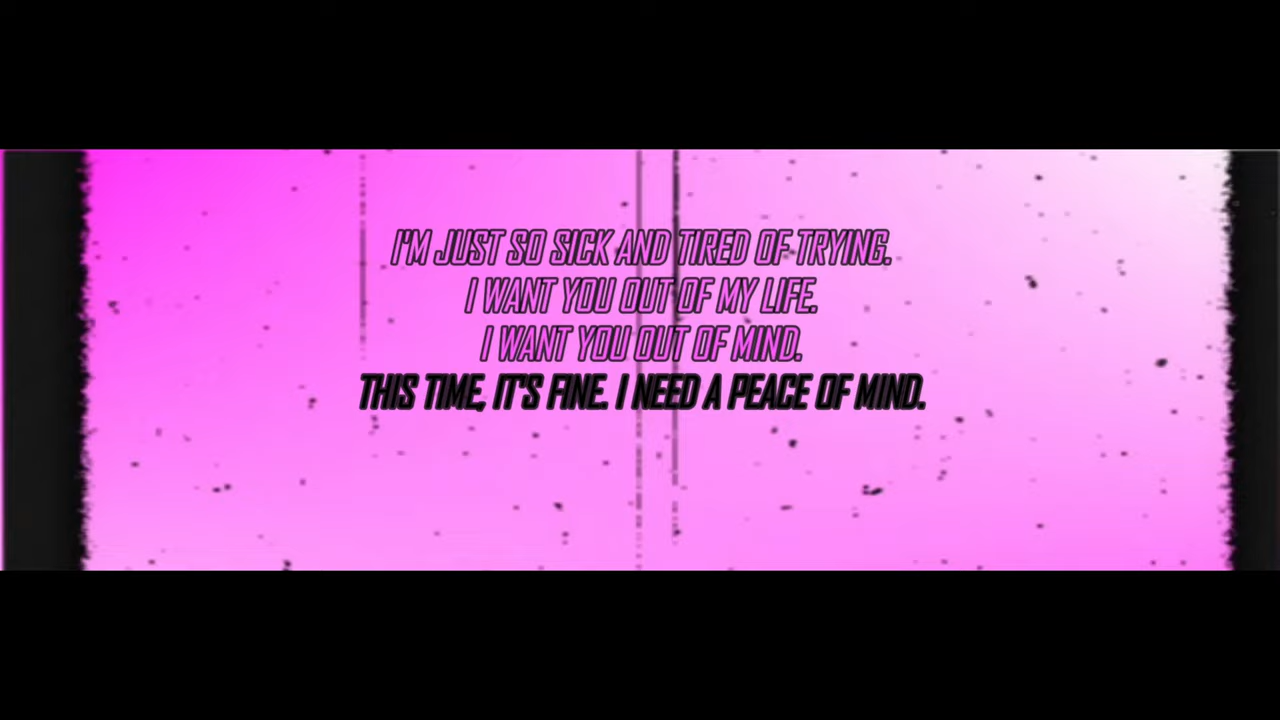 I'M JUST SO SICK AND TIRED OF TRYING.
I WANT YOU OUT OF MY LIFE.
I WANT YOU OUT OF MIND.
THIS TIME, IT'S FINE. I NEED A PEACE OF MIND.